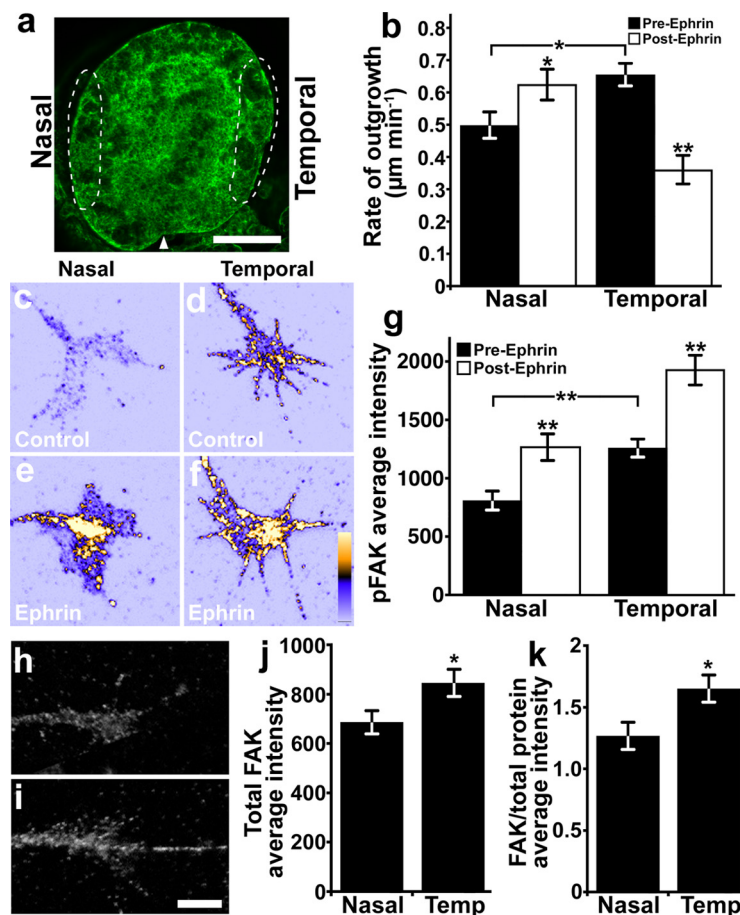 a
Nasal
Temporal
b
Pre-Ephrin
Post-Ephrin
Rate of outgrowth
(µm min⁻¹)
0.8
0.7
0.6
0.5
0.4
0.3
0.2
0.1
0
*
*
**
Nasal
Temporal
Nasal
Temporal
c
Control
d
Control
e
Ephrin
f
Ephrin
g
Pre-Ephrin
Post-Ephrin
pFAK average intensity
2000
1500
1000
500
0
**
**
**
Nasal
Temporal
h
i
j
Total FAK
average intensity
1000
800
600
400
200
0
*
Nasal
Temp
k
FAK/total protein
average intensity
2
1.5
1
0.5
0
*
Nasal
Temp